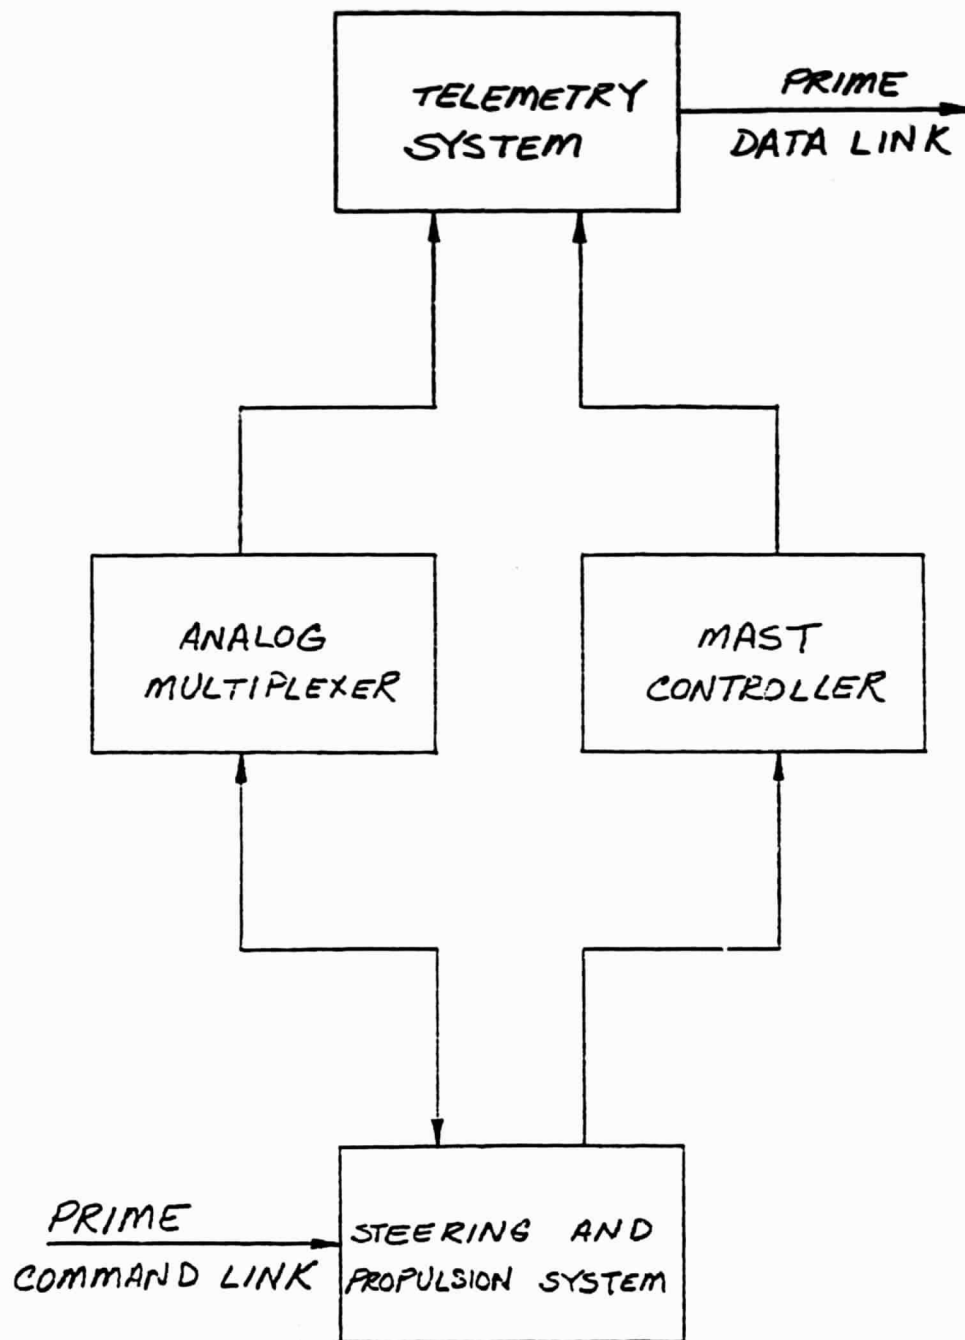 TELEMETRY
SYSTEM
PRIME
DATA LINK
ANALOG
MULTIPLEXER
MAST
CONTROLLER
PRIME
COMMAND LINK
STEERING AND
PROPULSION SYSTEM